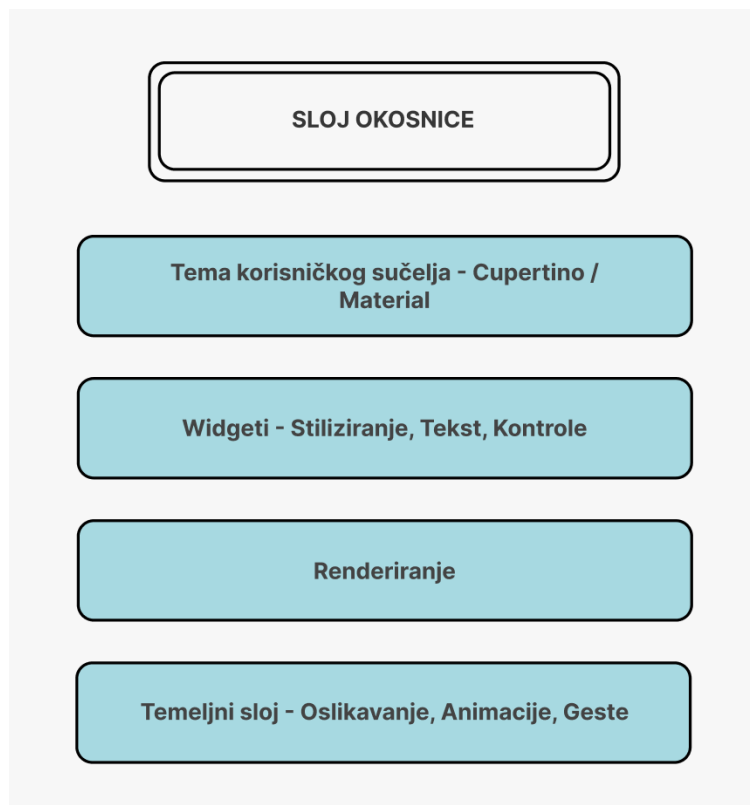 SLOJ OKOSNICE
Tema korisničkog sučelja - Cupertino /
Material
Widgeti - Stiliziranje, Tekst, Kontrole
Renderiranje
Temeljni sloj - Oslikavanje, Animacije, Geste